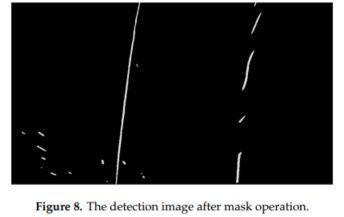 Figure 8. The detection image after mask operation.